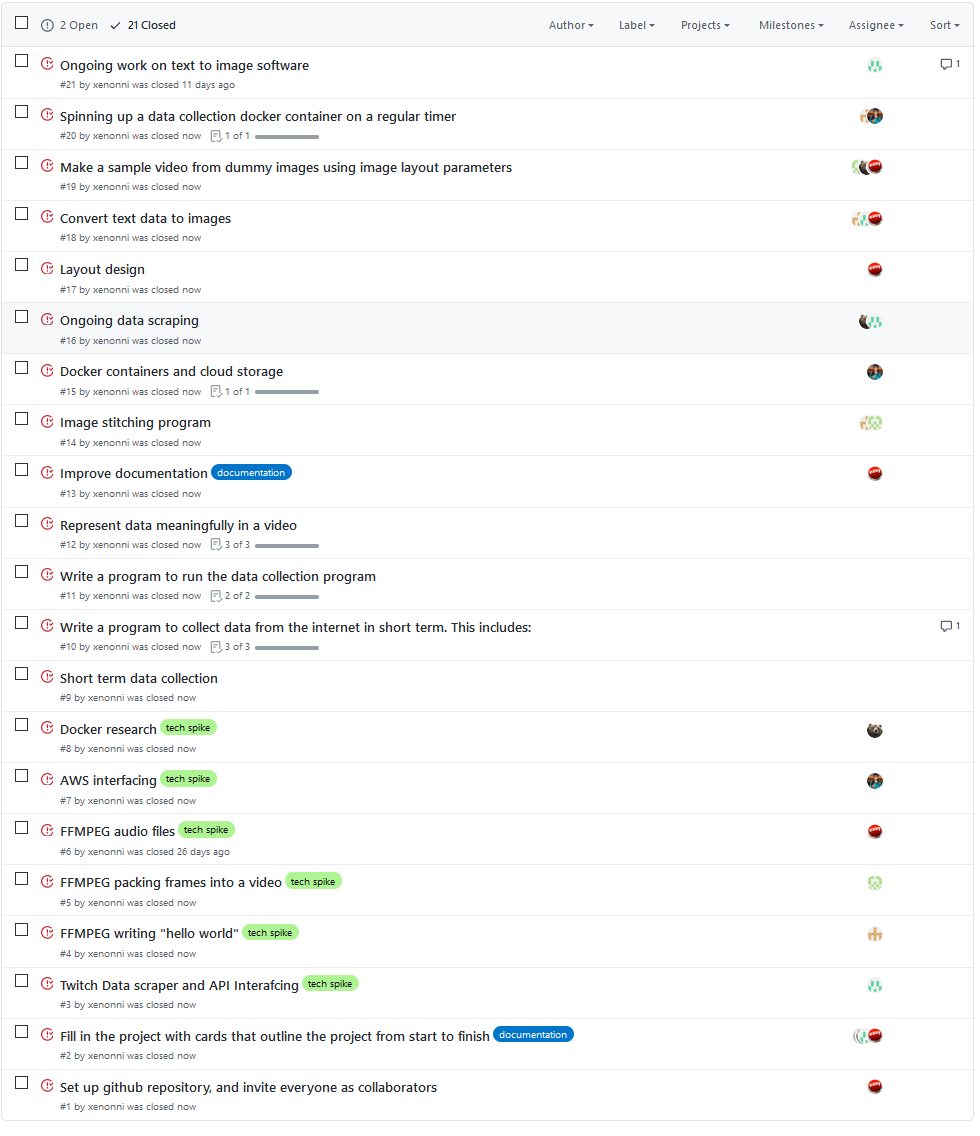 2 Open 21 Closed Author Label Projects Milestones Assignee Sort
Ongoing work on text to image software 1
#21 by xenonni was closed 11 days ago
Spinning up a data collection docker container on a regular timer
#20 by xenonni was closed now 1 of 1
Make a sample video from dummy images using image layout parameters
#19 by xenonni was closed now
Convert text data to images
#18 by xenonni was closed now
Layout design
#17 by xenonni was closed now
Ongoing data scraping
#16 by xenonni was closed now
Docker containers and cloud storage
#15 by xenonni was closed now 1 of 1
Image stitching program
#14 by xenonni was closed now
Improve documentation documentation
#13 by xenonni was closed now
Represent data meaningfully in a video
#12 by xenonni was closed now 3 of 3
Write a program to run the data collection program
#11 by xenonni was closed now 2 of 2
Write a program to collect data from the internet in short term. This includes: 1
#10 by xenonni was closed now 3 of 3
Short term data collection
#9 by xenonni was closed now
Docker research tech spike
#8 by xenonni was closed now
AWS interfacing tech spike
#7 by xenonni was closed now
FFMPEG audio files tech spike
#6 by xenonni was closed 26 days ago
FFMPEG packing frames into a video tech spike
#5 by xenonni was closed now
FFMPEG writing "hello world" tech spike
#4 by xenonni was closed now
Twitch Data scraper and API Interafcing tech spike
#3 by xenonni was closed now
Fill in the project with cards that outline the project from start to finish documentation
#2 by xenonni was closed now
Set up github repository, and invite everyone as collaborators
#1 by xenonni was closed now